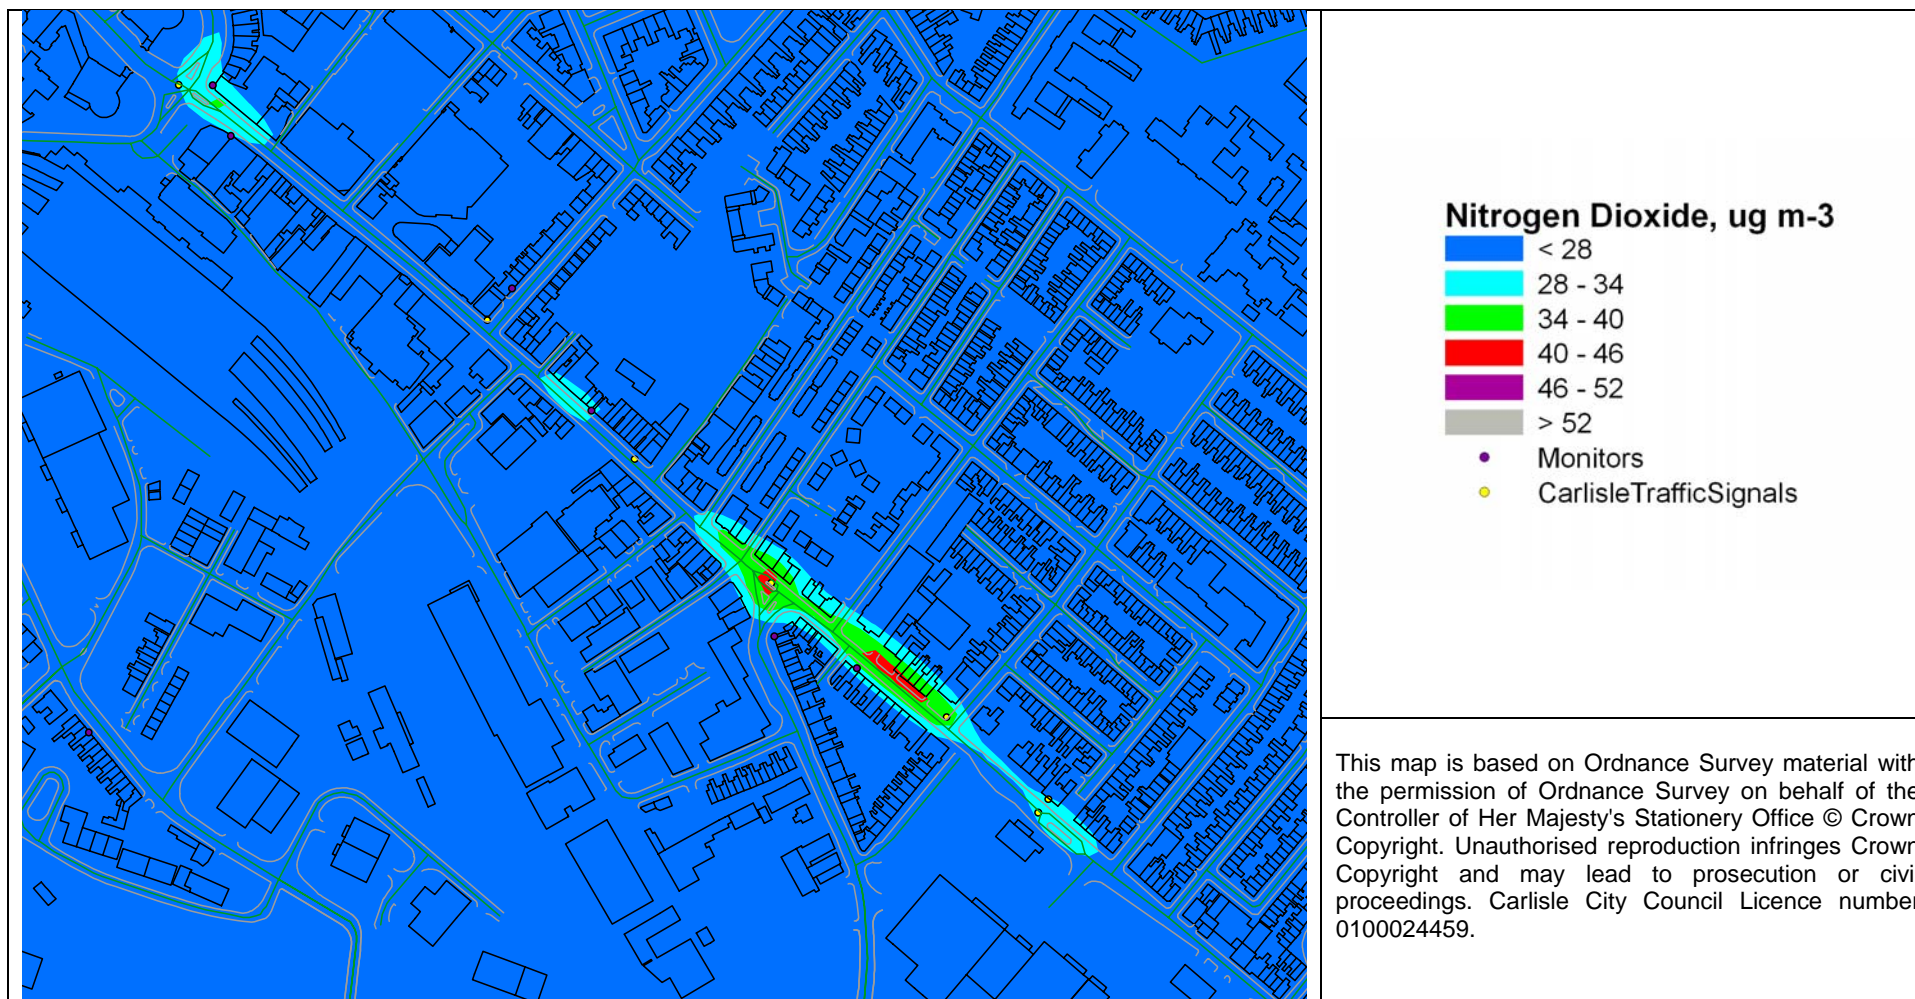 Nitrogen Dioxide, ug m-3
< 28
28 - 34
34 - 40
40 - 46
46 - 52
> 52
Monitors
CarlisleTrafficSignals
This map is based on Ordnance Survey material with
the permission of Ordnance Survey on behalf of the
Controller of Her Majesty's Stationery Office © Crown
Copyright. Unauthorised reproduction infringes Crown
Copyright and may lead to prosecution or civi
proceedings. Carlisle City Council Licence number
0100024459.